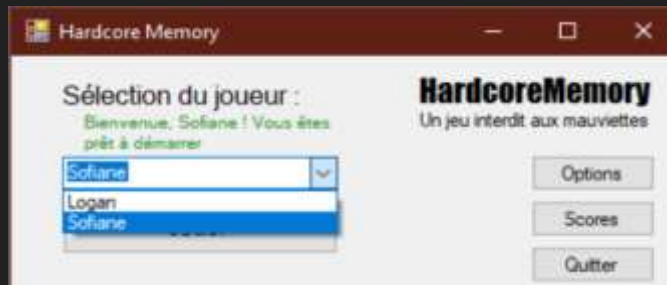 Hardcore Memory
Sélection du joueur :
Bienvenue, Sofiane ! Vous êtes
prêt à démarrer
Sofiane
Logan
Sofiane
HardcoreMemory
Un jeu interdit aux mauviettes
Options
Scores
Quitter